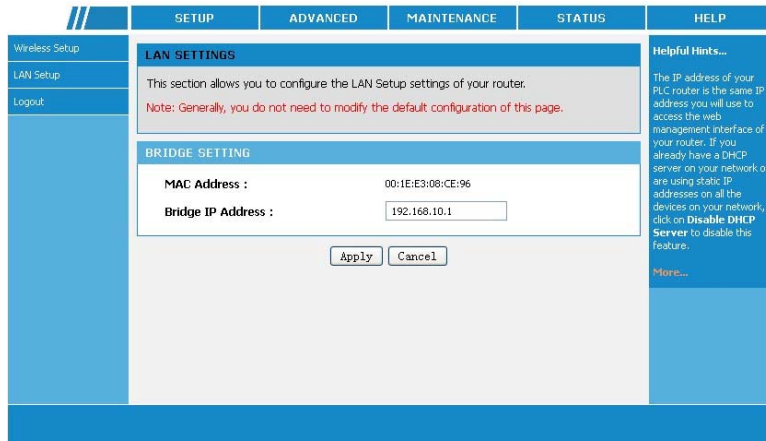 SETUP
ADVANCED
MAINTENANCE
STATUS
HELP
Wireless Setup
LAN Setup
Logout
LAN SETTINGS
This section allows you to configure the LAN Setup settings of your router.
Note: Generally, you do not need to modify the default configuration of this page.
BRIDGE SETTING
MAC Address :
00:1E:E3:08:CE:96
Bridge IP Address :
192.168.10.1
Apply
Cancel
Helpful Hints...
The IP address of your
PLC router is the same IP
address you will use to
access the web
management interface of
your router. If you
already have a DHCP
server on your network o
are using static IP
addresses on all the
devices on your network,
click on Disable DHCP
Server to disable this
feature.
More...